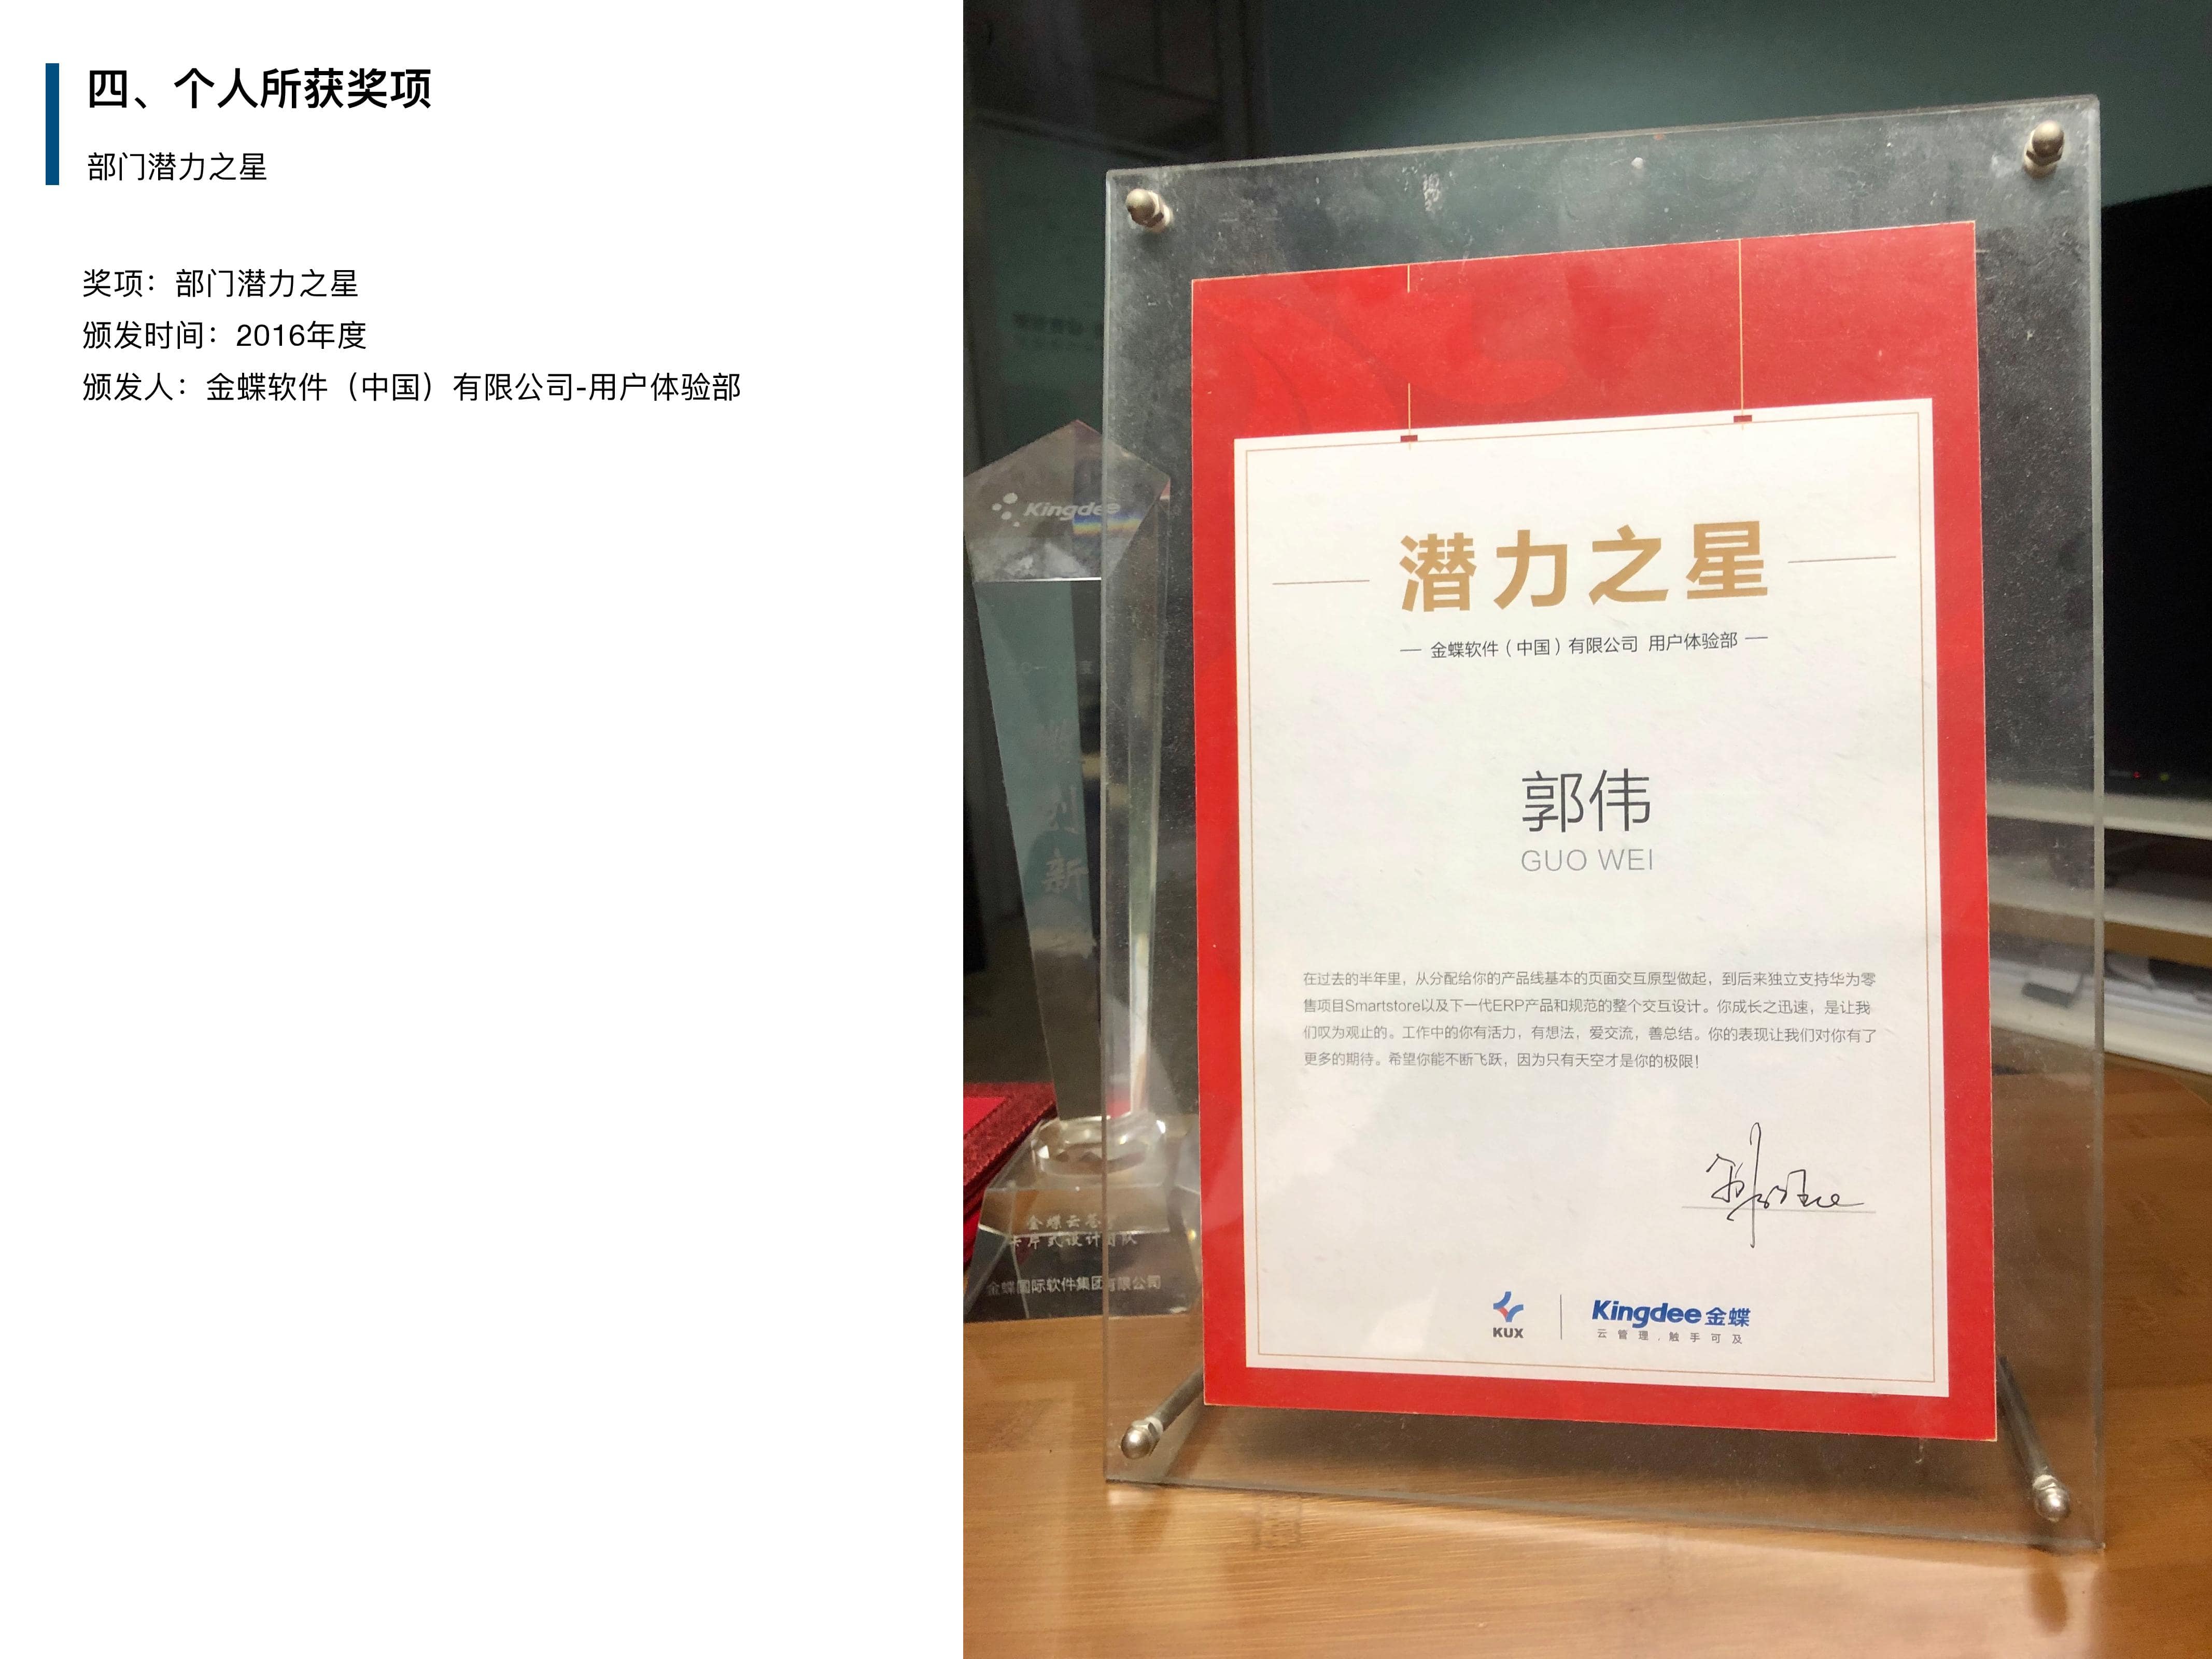 四、个人所获奖项
部门潜力之星
奖项：部门潜力之星
颁发时间：2016年度
颁发人：金蝶软件（中国）有限公司-用户体验部
潜力之星
金蝶软件（中国）有限公司 用户体验部
郭伟
GUO WEI
在过去的半年里，从分配给你的产品线基本的页面交互原型做起，到后来独立支持华为零
售项目Smartstore以及下一代ERP产品和规范的整个交互设计。你成长之迅速，是让我
们叹为观止的。工作中的你有活力，有想法，爱交流，善总结。你的表现让我们对你有了
更多的期待。希望你能不断飞跃，因为只有天空才是你的极限！
KUX
Kingdee金蝶
云管理.触手可及
Kingdee
创
新
金蝶云苍
卡片式设计团队
金蝶国际软件集团有限公司